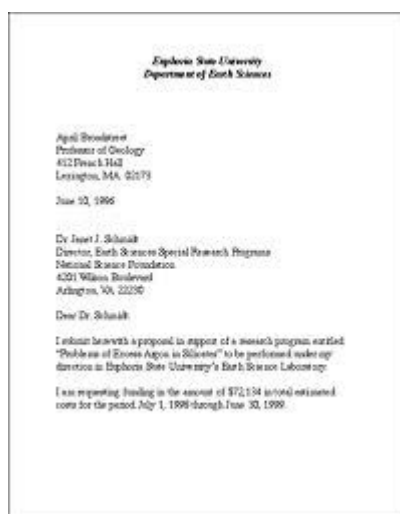 Euphoria State University
Department of Earth Sciences
April Broadstreet
Professor of Geology
412 French Hall
Lexington, MA 02173
June 10, 1996
Dr. Janet J. Schmidt
Director, Earth Sciences Special Research Programs
National Science Foundation
4201 Wilson Boulevard
Arlington, VA 22230
Dear Dr. Schmidt:
I submit herewith a proposal in support of a research program entitled
"Problems of Excess Argon in Silicates" to be performed under my
direction in Euphoria State University's Earth Science Laboratory.
I am requesting funding in the amount of $72,134 in total estimated
costs for the period July 1, through June 30, 1999.